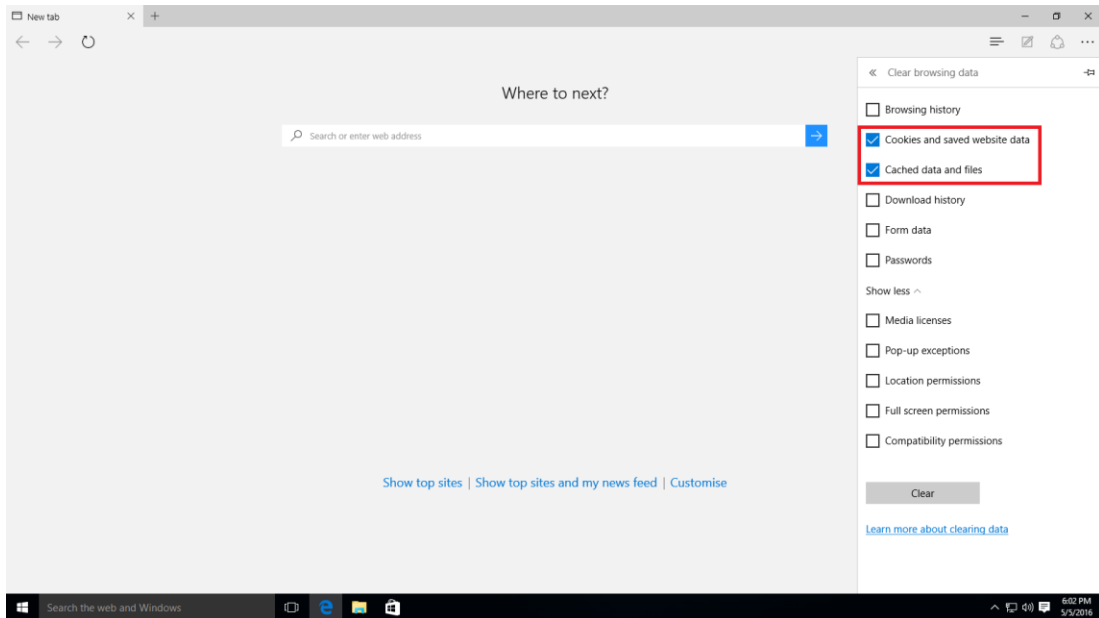 New tab
Clear browsing data
Where to next?
Search or enter web address
Browsing history
Cookies and saved website data
Cached data and files
Download history
Form data
Passwords
Show less
Media licenses
Pop-up exceptions
Location permissions
Full screen permissions
Compatibility permissions
Show top sites | Show top sites and my news feed | Customise
Clear
Learn more about clearing data
Search the web and Windows
6:02 PM
5/5/2016